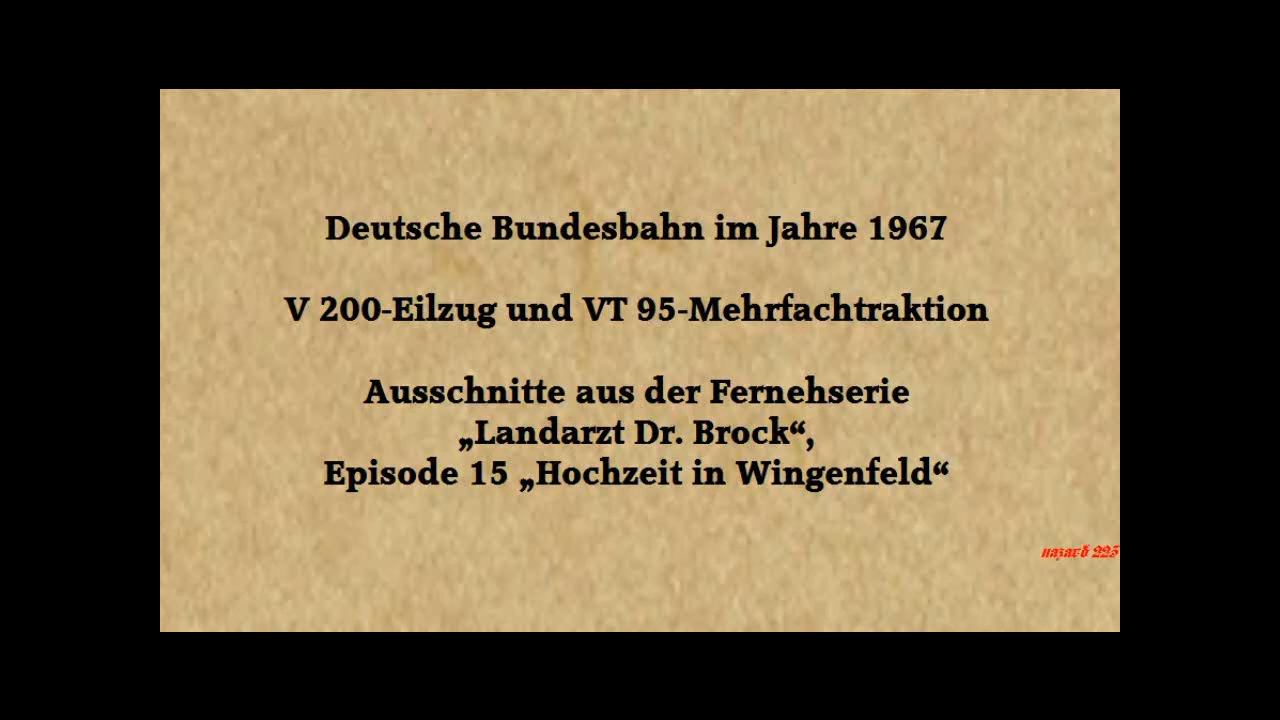 Deutsche Bundesbahn im Jahre 1967
V 200-Eilzug und VT 95-Mehrfachtraktion
Ausschnitte aus der Fernehserie
„Landarzt Dr. Brock“,
Episode 15 „Hochzeit in Wingenfeld“
225